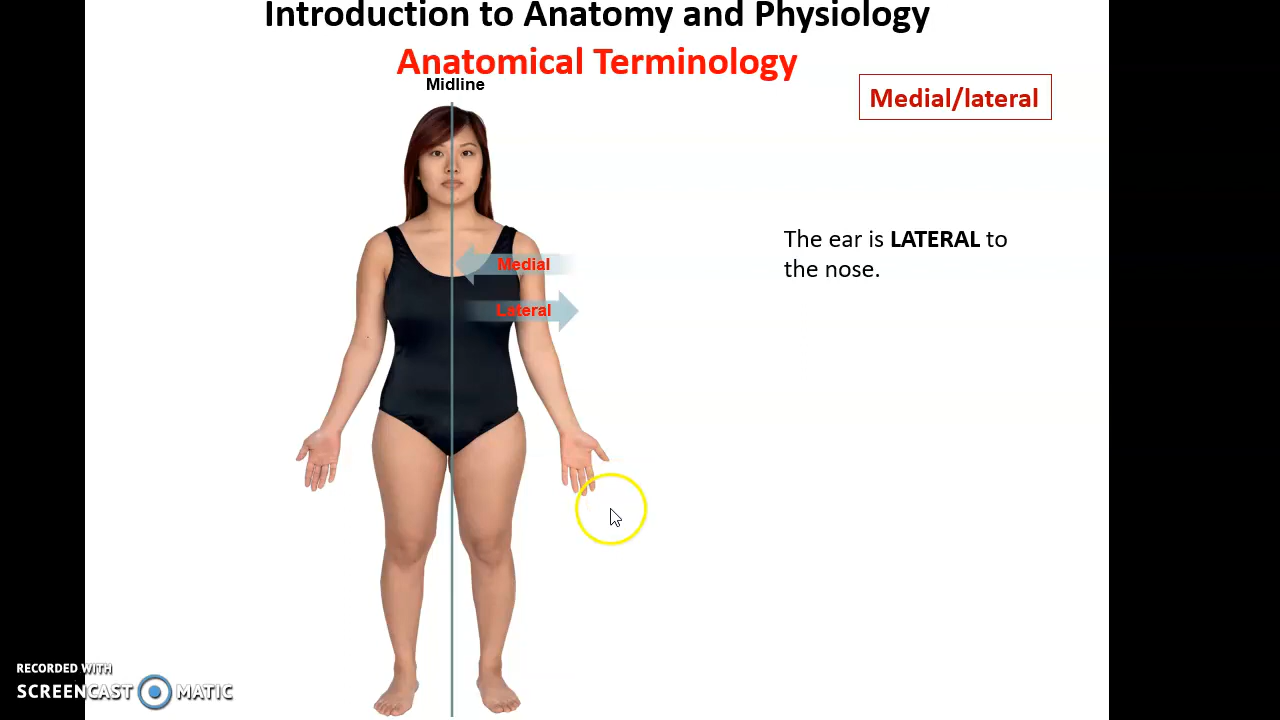 Introduction to Anatomy and Physiology
Anatomical Terminology
Midline
Medial/lateral
The ear is LATERAL to
the nose.
Medial
Lateral
RECORDED WITH
SCREENCAST MATIC